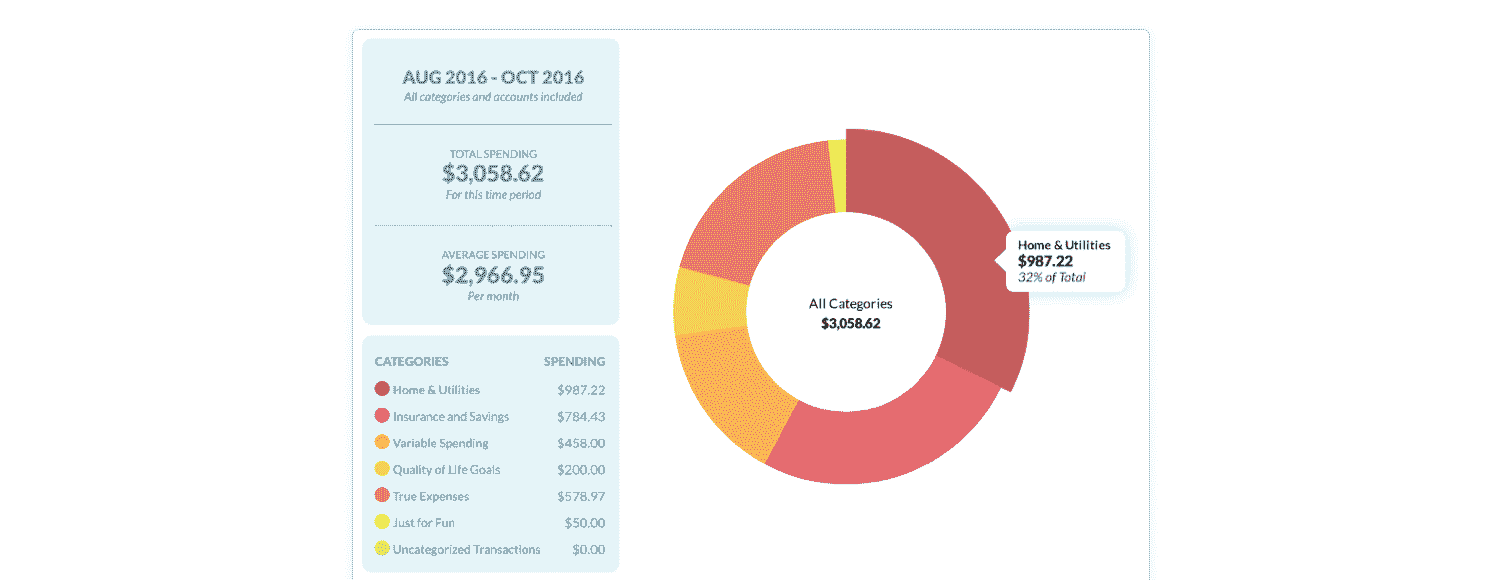 AUG 2016 - OCT 2016
All categories and accounts included
TOTAL SPENDING
$3,058.62
For this time period
AVERAGE SPENDING
$2,966.95
Per month
CATEGORIES SPENDING
Home & Utilities $987.22
Insurance and Savings $784.43
Variable Spending $458.00
Quality of Life Goals $200.00
True Expenses $578.97
Just for Fun $50.00
Uncategorized Transactions $0.00
All Categories
$3,058.62
Home & Utilities
$987.22
32% of Total